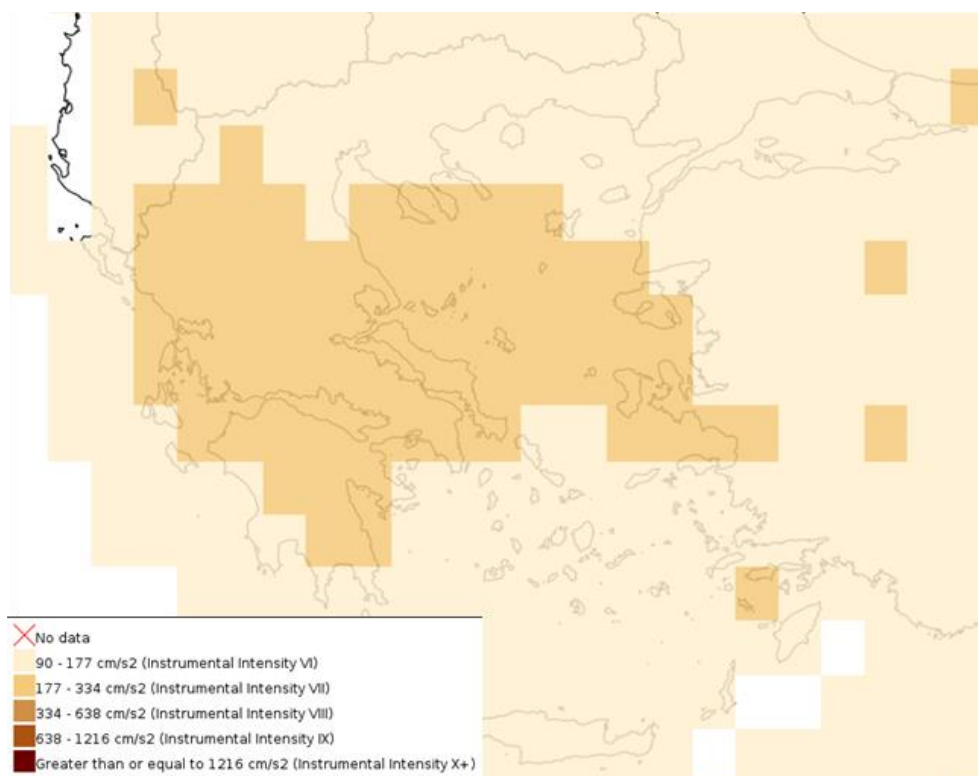 No data
90 - 177 cm/s2 (Instrumental Intensity VI)
177 - 334 cm/s2 (Instrumental Intensity VII)
334 - 638 cm/s2 (Instrumental Intensity VIII)
638 - 1216 cm/s2 (Instrumental Intensity IX)
Greater than or equal to 1216 cm/s2 (Instrumental Intensity X+)